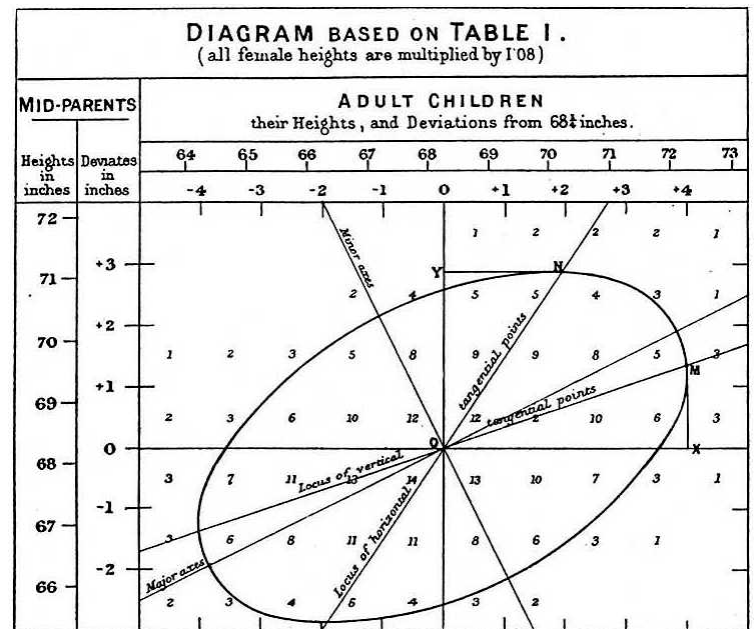 DIAGRAM BASED ON TABLE I.
(all female heights are multiplied by 1·08)
MID-PARENTS
ADULT CHILDREN
their Heights, and Deviations from 68¼ inches.
Heights in inches
Deviates in inches
64 65 66 67 68 69 70 71 72 73
-4 -3 -2 -1 0 +1 +2 +3 +4
72
1 2 2 2 1
Minor axes
+3
Y N
71
2 4 5 5 4 3 1
+2
tangential points
70
1 2 3 5 8 9 9 8 5 3
M
+1
tangential points
69
2 3 6 10 12 12 2 10 6 3
0
O X
68
Locus of vertical
3 7 11 13 14 13 10 7 3 1
-1
Locus of horizontal
67
3 6 8 11 11 8 6 3 1
Major axes
-2
66
2 3 4 5 4 3 2